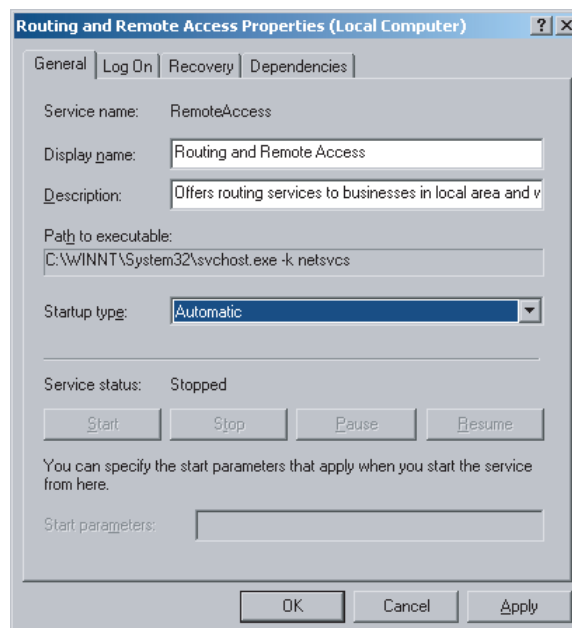 Routing and Remote Access Properties (Local Computer)
General Log On Recovery Dependencies
Service name: RemoteAccess
Display name: Routing and Remote Access
Description: Offers routing services to businesses in local area and w
Path to executable:
C:\WINNT\System32\svchost.exe -k netsvcs
Startup type: Automatic
Service status: Stopped
Start Stop Pause Resume
You can specify the start parameters that apply when you start the service
from here.
Start parameters:
OK Cancel Apply